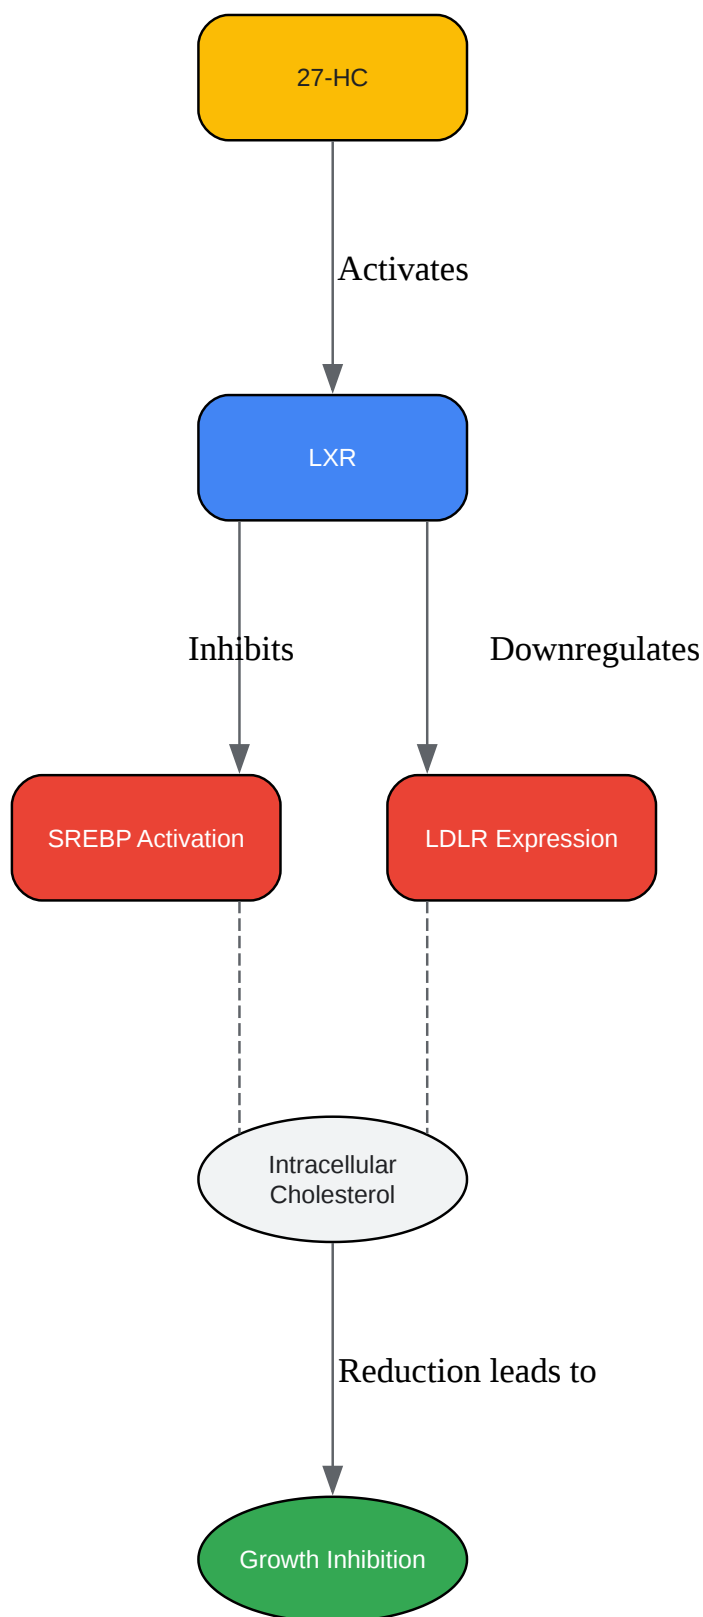 27-HC
Activates
LXR
Inhibits
Downregulates
SREBP Activation
LDLR Expression
Intracellular
Cholesterol
Reduction leads to
Growth Inhibition